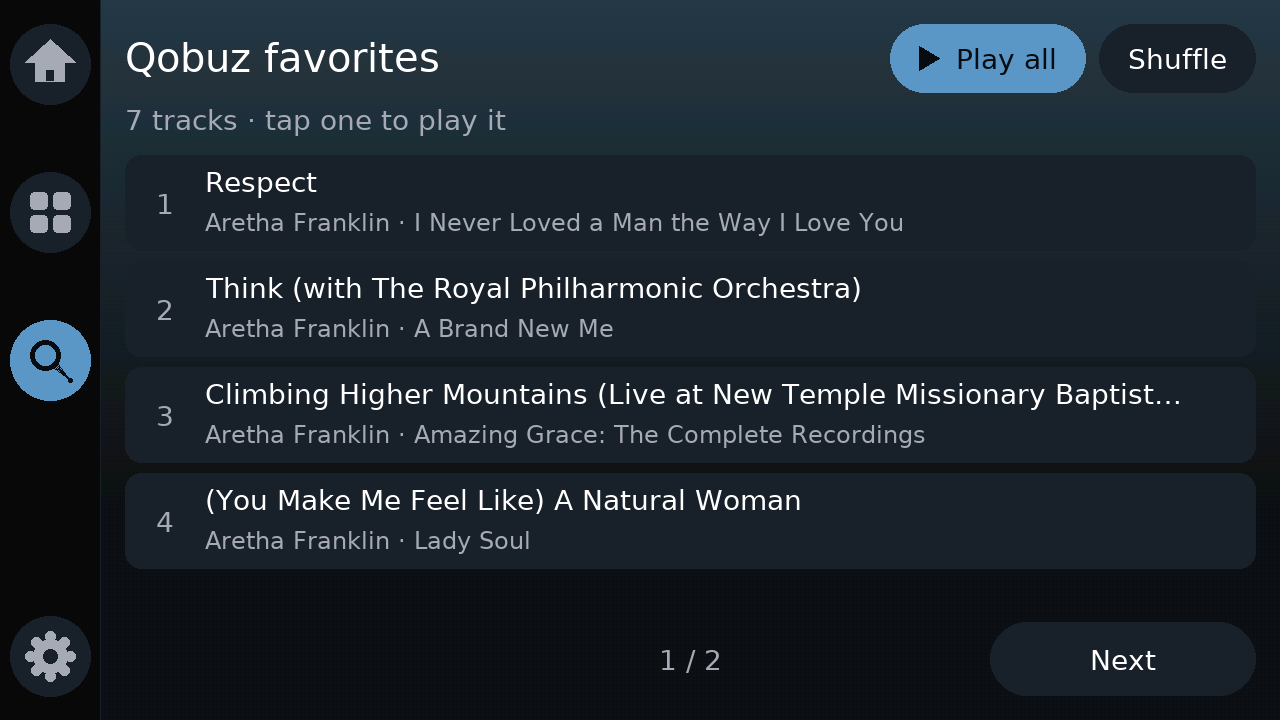 Qobuz favorites
Play all
Shuffle
7 tracks · tap one to play it
1
Respect
Aretha Franklin · I Never Loved a Man the Way I Love You
2
Think (with The Royal Philharmonic Orchestra)
Aretha Franklin · A Brand New Me
3
Climbing Higher Mountains (Live at New Temple Missionary Baptist…
Aretha Franklin · Amazing Grace: The Complete Recordings
4
(You Make Me Feel Like) A Natural Woman
Aretha Franklin · Lady Soul
1 / 2
Next